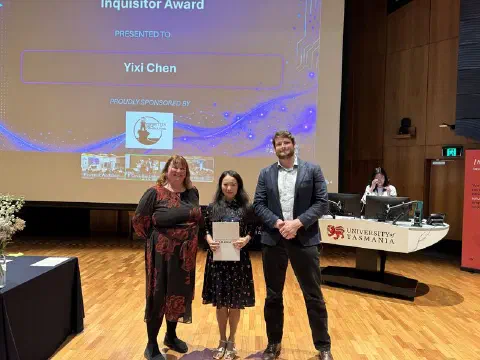 Inquisitor Award
PRESENTED TO
Yixi Chen
PROUDLY SPONSORED BY
UNIVERSITY of
TASMANIA